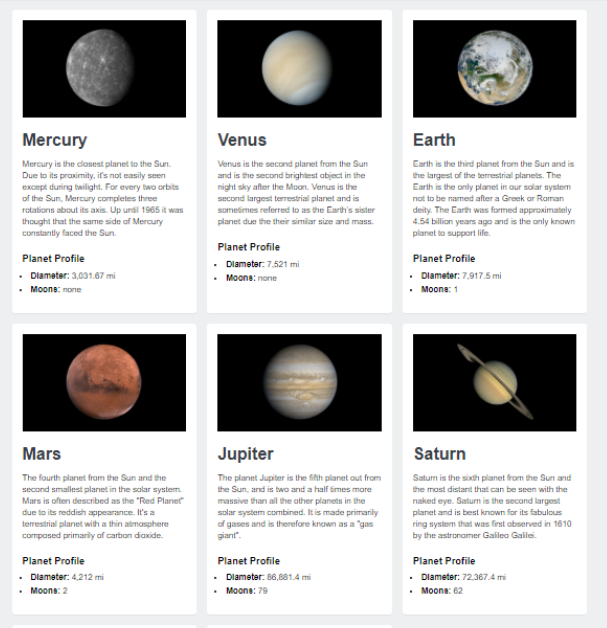 Mercury
Mercury is the closest planet to the Sun.
Due to its proximity, it's not easily seen
except during twilight. For every two orbits
of the Sun, Mercury completes three
rotations about its axis. Up until 1965 it was
thought that the same side of Mercury
constantly faced the Sun.
Planet Profile
• Diameter: 3,031.67 mi
• Moons: none
Venus
Venus is the second planet from the Sun
and is the second brightest object in the
night sky after the Moon. Venus is the
second largest terrestrial planet and is
sometimes referred to as the Earth's sister
planet due the their similar size and mass.
Planet Profile
• Diameter: 7,521 mi
• Moons: none
Earth
Earth is the third planet from the Sun and is
the largest of the terrestrial planets. The
Earth is the only planet in our solar system
not to be named after a Greek or Roman
deity. The Earth was formed approximately
4.54 billion years ago and is the only known
planet to support life.
Planet Profile
• Diameter: 7,917.5 mi
• Moons: 1
Mars
The fourth planet from the Sun and the
second smallest planet in the solar system.
Mars is often described as the "Red Planet"
due to its reddish appearance. It's a
terrestrial planet with a thin atmosphere
composed primarily of carbon dioxide.
Planet Profile
• Diameter: 4,212 mi
• Moons: 2
Jupiter
The planet Jupiter is the fifth planet out from
the Sun, and is two and a half times more
massive than all the other planets in the
solar system combined. It is made primarily
of gases and is therefore known as a "gas
giant".
Planet Profile
• Diameter: 86,881.4 mi
• Moons: 79
Saturn
Saturn is the sixth planet from the Sun and
the most distant that can be seen with the
naked eye. Saturn is the second largest
planet and is best known for its fabulous
ring system that was first observed in 1610
by the astronomer Galileo Galilei.
Planet Profile
• Diameter: 72,367.4 mi
• Moons: 62